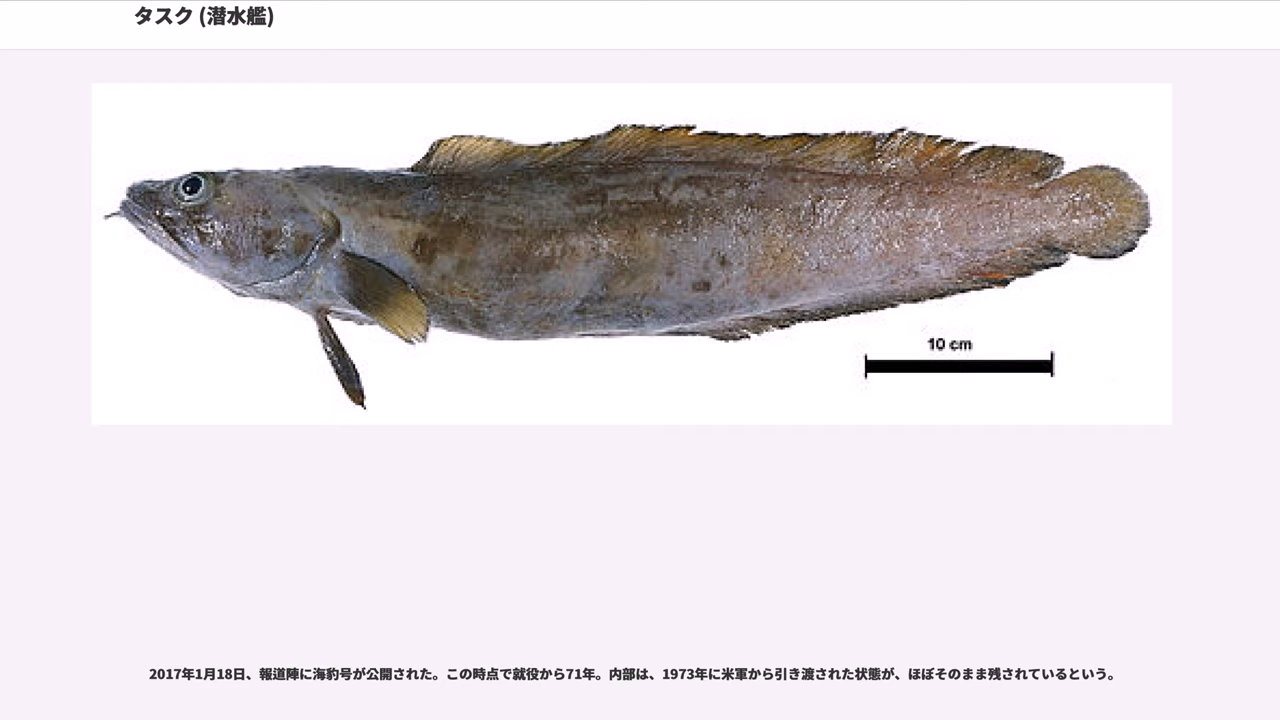 タスク (潜水艦)
10 cm
2017年1月18日、報道陣に海豹号が公開された。この時点で就役から71年。内部は、1973年に米軍から引き渡された状態が、ほぼそのまま残されているという。